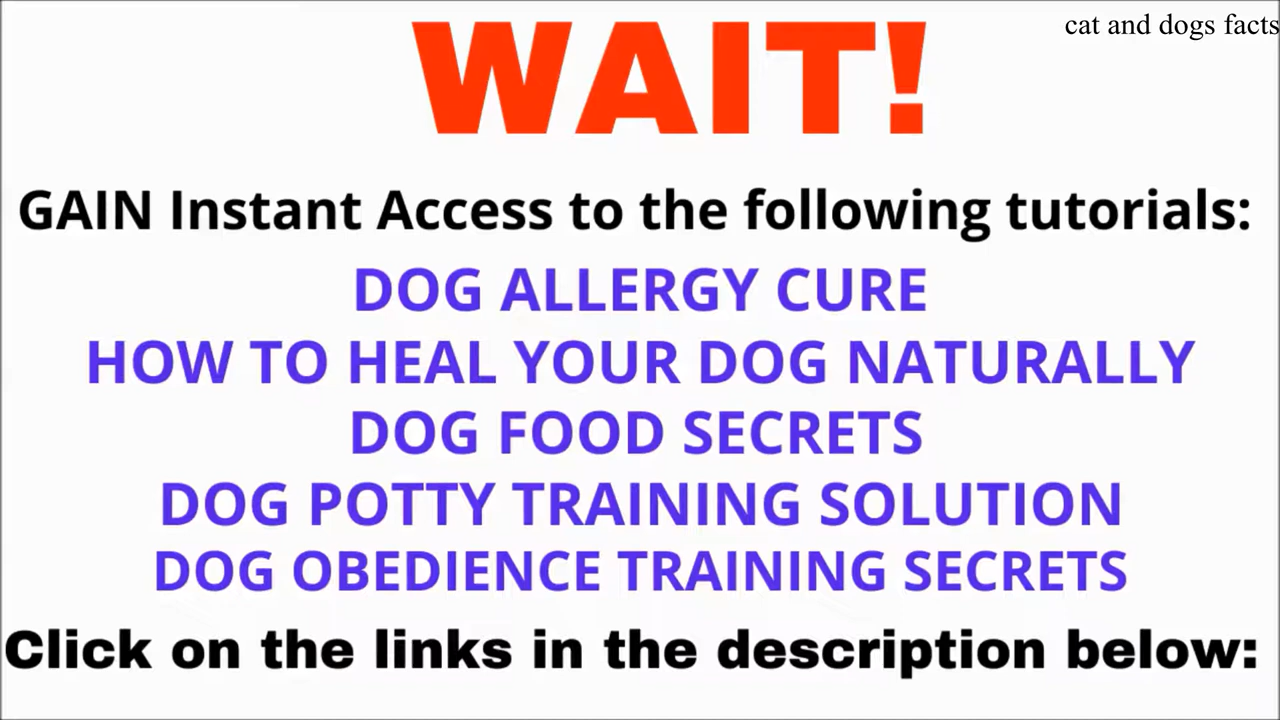 cat and dogs facts
WAIT!
GAIN Instant Access to the following tutorials:
DOG ALLERGY CURE
HOW TO HEAL YOUR DOG NATURALLY
DOG FOOD SECRETS
DOG POTTY TRAINING SOLUTION
DOG OBEDIENCE TRAINING SECRETS
Click on the links in the description below: